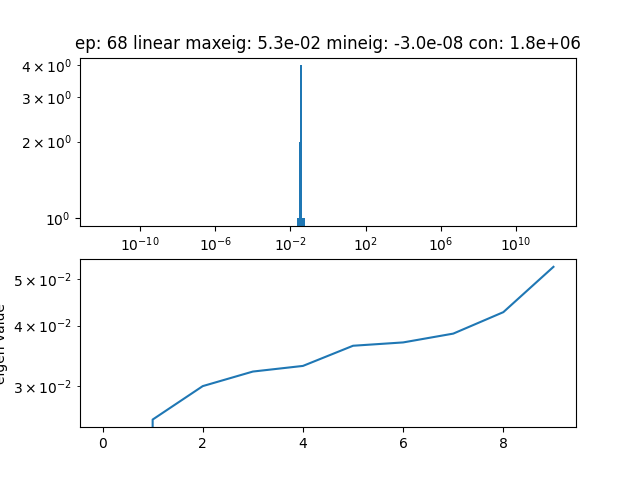 ep: 68 linear maxeig: 5.3e-02 mineig: -3.0e-08 con: 1.8e+06
4 × 10⁰
3 × 10⁰
2 × 10⁰
10⁰
10⁻¹⁰ 10⁻⁶ 10⁻² 10² 10⁶ 10¹⁰
eigen value
5 × 10⁻²
4 × 10⁻²
3 × 10⁻²
0 2 4 6 8